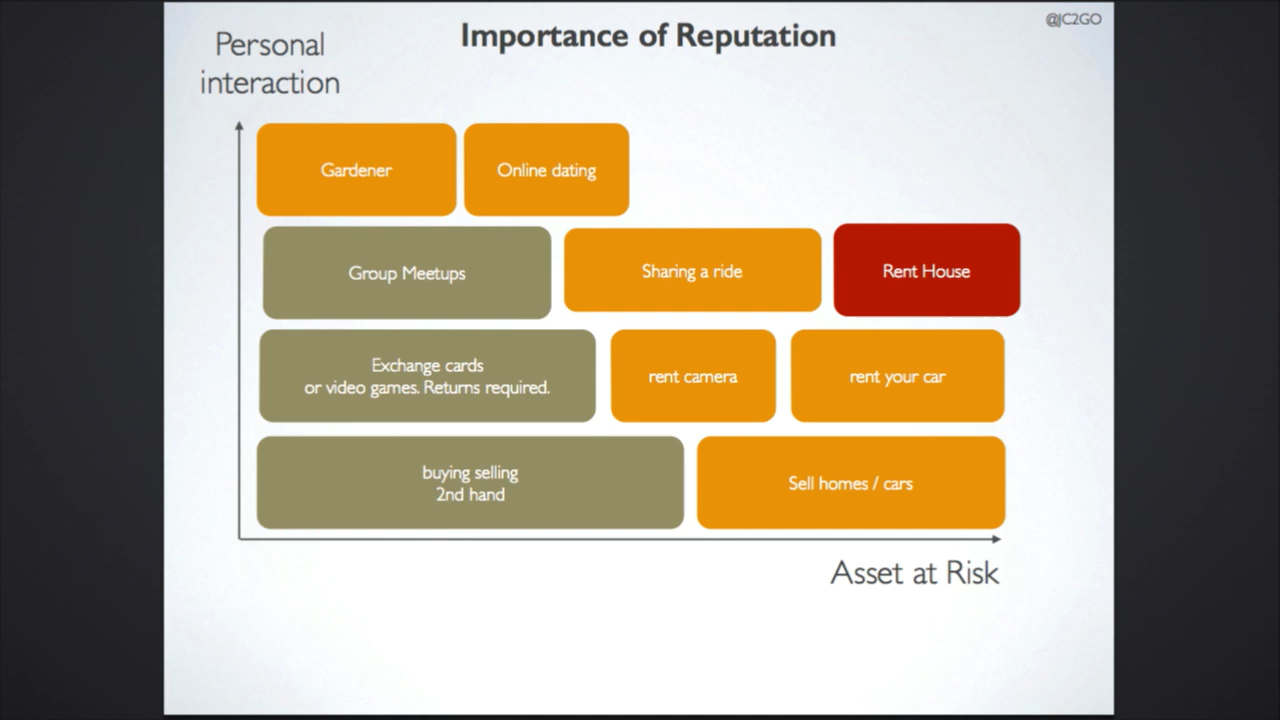 @JC2GO
Importance of Reputation
Personal
interaction
Gardener
Online dating
Group Meetups
Sharing a ride
Rent House
Exchange cards
or video games. Returns required.
rent camera
rent your car
buying selling
2nd hand
Sell homes / cars
Asset at Risk